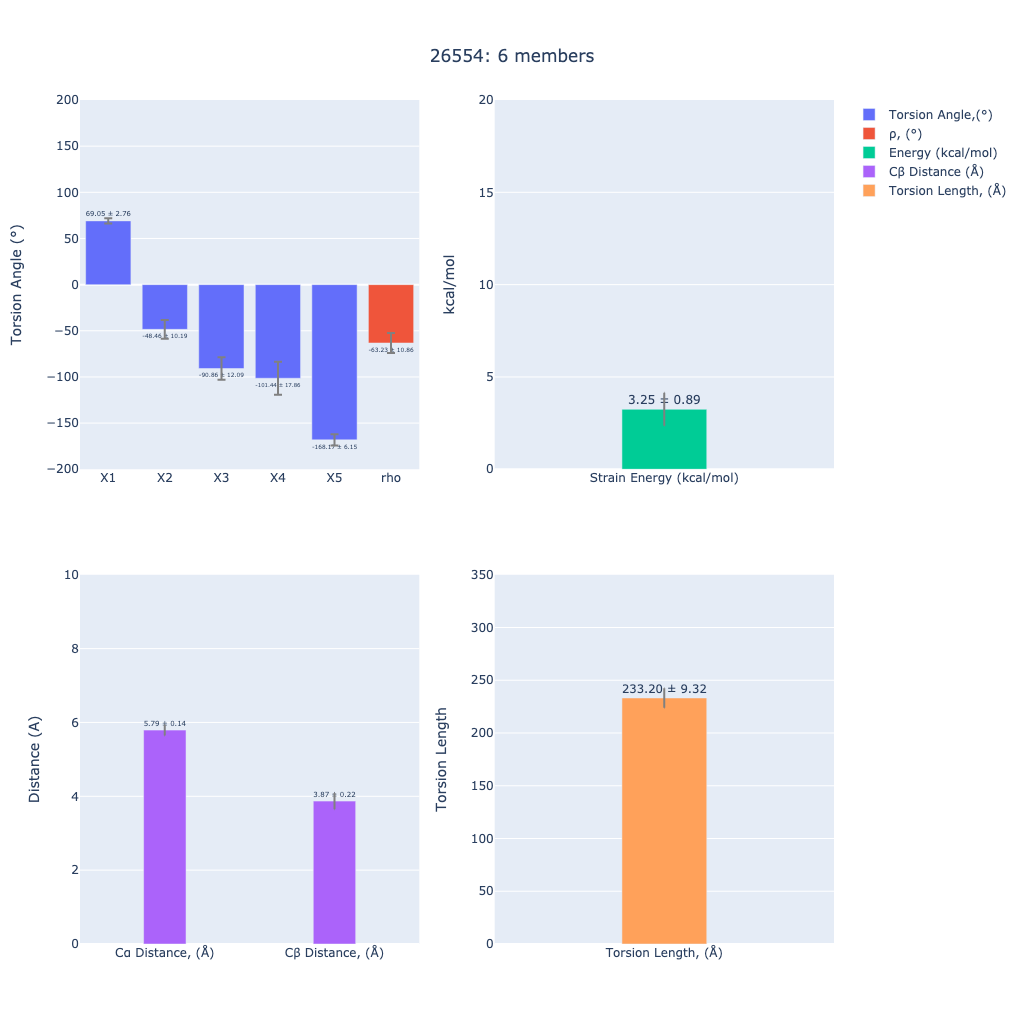 26554: 6 members
Torsion Angle (°)
200
150
100
50
0
−50
−100
−150
−200
69.05 ± 2.76
-48.46 ± 10.19
-90.86 ± 12.09
-101.44 ± 17.86
-168.17 ± 6.15
-63.23 ± 10.86
X1 X2 X3 X4 X5 rho
kcal/mol
20
15
10
5
0
3.25 ± 0.89
Strain Energy (kcal/mol)
Torsion Angle,(°)
ρ, (°)
Energy (kcal/mol)
Cβ Distance (Å)
Torsion Length, (Å)
Distance (A)
10
8
6
4
2
0
5.79 ± 0.14
3.87 ± 0.22
Cα Distance, (Å) Cβ Distance, (Å)
Torsion Length
350
300
250
200
150
100
50
0
233.20 ± 9.32
Torsion Length, (Å)